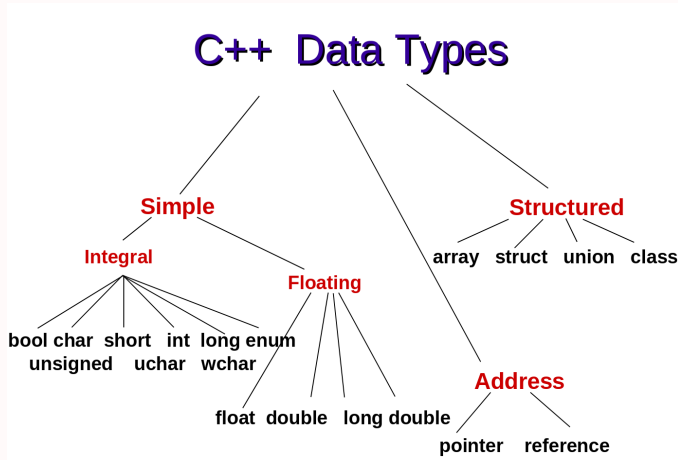 C++ Data Types
Simple
Structured
Integral
array struct union class
Floating
bool char short int long enum
unsigned uchar wchar
Address
float double long double
pointer reference